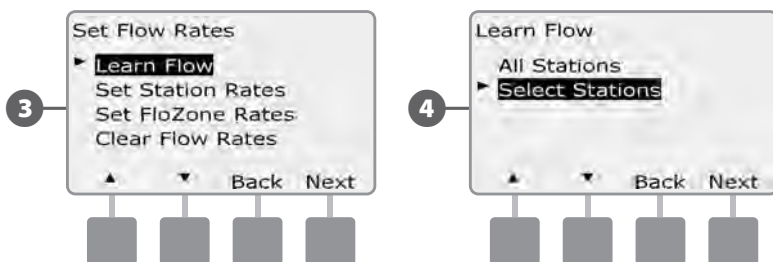 3
Set Flow Rates
► Learn Flow
Set Station Rates
Set FloZone Rates
Clear Flow Rates
▲ ▼ Back Next
4
Learn Flow
All Stations
► Select Stations
▲ ▼ Back Next